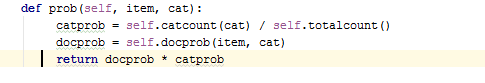 def prob(self, item, cat):
    catprob = self.catcount(cat) / self.totalcount()
    docprob = self.docprob(item, cat)
    return docprob * catprob